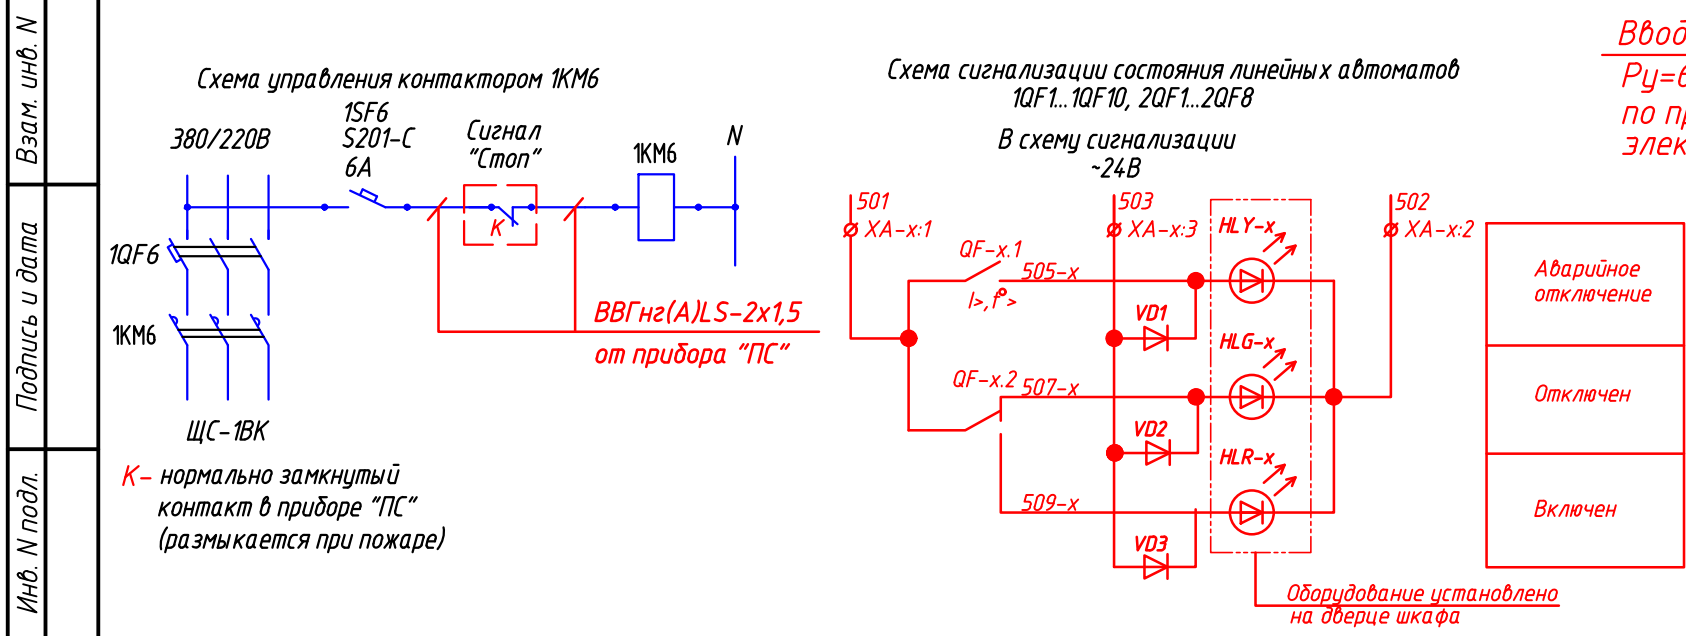 Взам. инв. N
Подпись и дата
Инв. N подл.
Схема управления контактором 1КМ6
380/220В
1SF6
S201-C
6А
Сигнал
"Стоп"
1КМ6
N
К
1QF6
1КМ6
ЩС-1ВК
ВВГнг(А)LS-2х1,5
от прибора "ПС"
К- нормально замкнутый
контакт в приборе "ПС"
(размыкается при пожаре)
Схема сигнализации состояния линейных автоматов
1QF1...1QF10, 2QF1...2QF8
В схему сигнализации
~24В
501
ХА-х:1
503
ХА-х:3
502
ХА-х:2
QF-х.1
505-х
I>,t°>
HLY-х
VD1
QF-х.2
507-х
HLG-х
VD2
509-х
HLR-х
VD3
Аварийное
отключение
Отключен
Включен
Оборудование установлено
на дверце шкафа
Ввод
Ру=
по